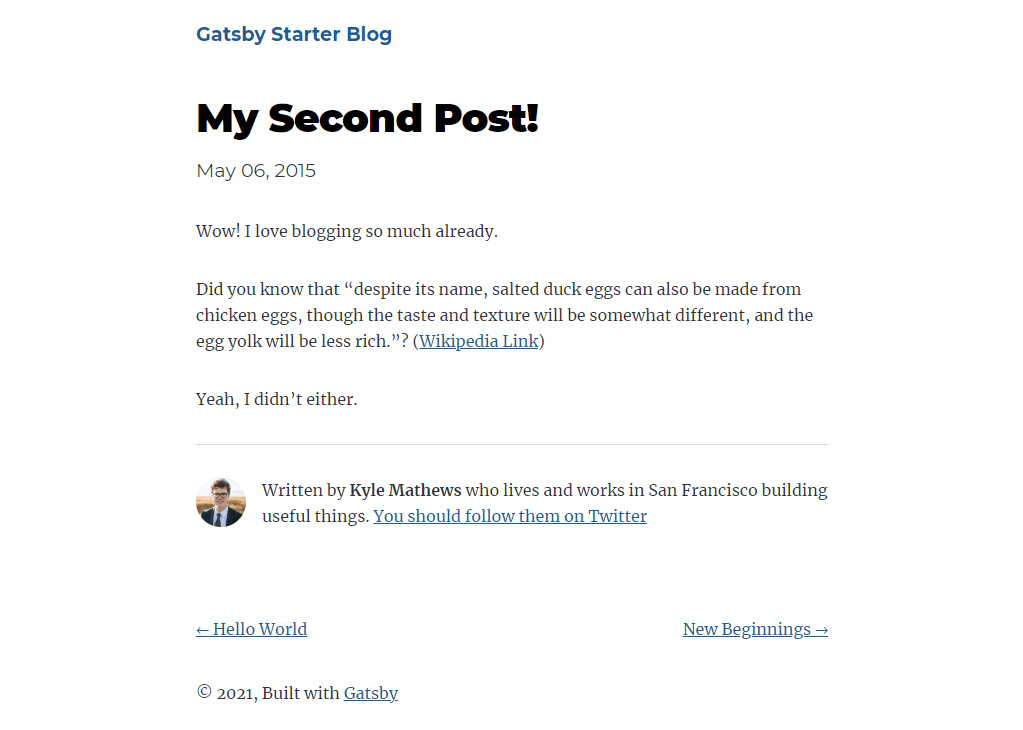 Gatsby Starter Blog
My Second Post!
May 06, 2015
Wow! I love blogging so much already.
Did you know that “despite its name, salted duck eggs can also be made from
chicken eggs, though the taste and texture will be somewhat different, and the
egg yolk will be less rich.”? (Wikipedia Link)
Yeah, I didn’t either.
Written by Kyle Mathews who lives and works in San Francisco building
useful things. You should follow them on Twitter
← Hello World
New Beginnings →
© 2021, Built with Gatsby